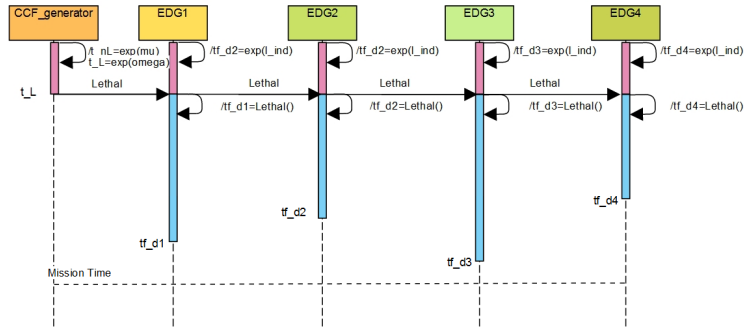 CCF_generator
EDG1
EDG2
EDG3
EDG4
/t_nL=exp(mu)
t_L=exp(omega)
/tf_d2=exp(l_ind)
/tf_d2=exp(l_ind)
/tf_d3=exp(l_ind)
/tf_d4=exp(l_ind)
t_L
Lethal
Lethal
Lethal
Lethal
/tf_d1=Lethal()
/tf_d2=Lethal()
/tf_d3=Lethal()
/tf_d4=Lethal()
tf_d4
tf_d2
tf_d1
tf_d3
Mission Time